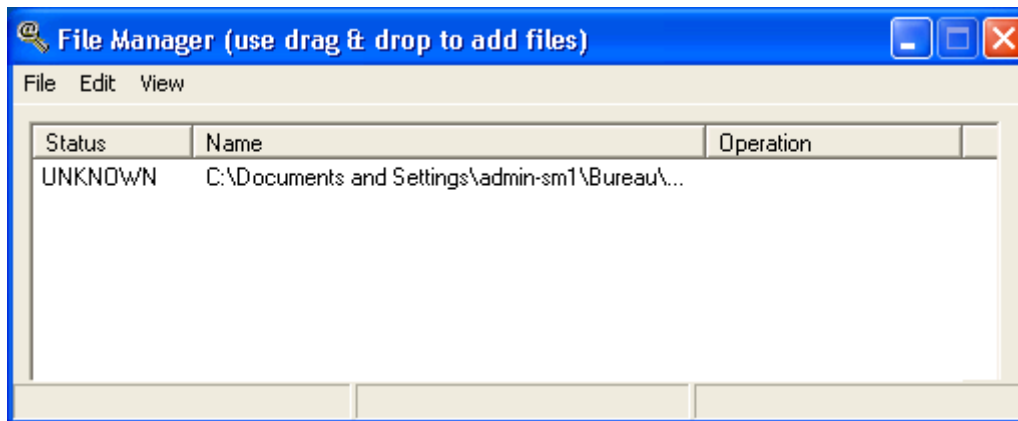 File Manager (use drag & drop to add files)
File Edit View
Status Name Operation
UNKNOWN C:\Documents and Settings\admin-sm1\Bureau\...